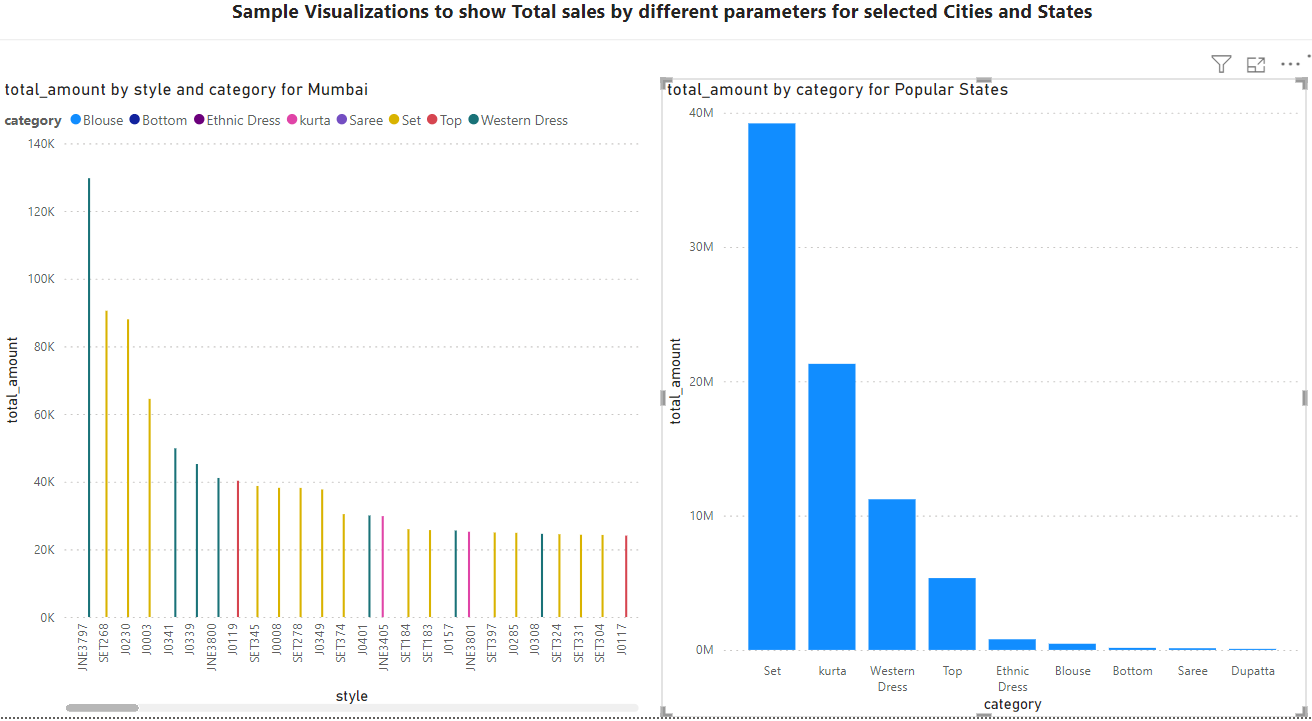 Sample Visualizations to show Total sales by different parameters for selected Cities and States
total_amount by style and category for Mumbai
category Blouse Bottom Ethnic Dress kurta Saree Set Top Western Dress
140K
120K
100K
80K
60K
40K
20K
0K
total_amount
JNE3797
SET268
J0230
J0003
J0341
J0339
JNE3800
J0119
SET345
J0008
SET278
J0349
SET374
J0401
JNE3405
SET184
SET183
J0157
JNE3801
SET397
J0285
J0308
SET324
SET331
SET304
J0117
style
total_amount by category for Popular States
40M
30M
20M
10M
0M
total_amount
Set
kurta
Western
Dress
Top
Ethnic
Dress
Blouse
Bottom
Saree
Dupatta
category